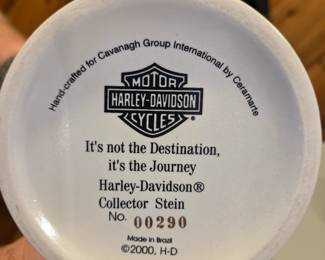 Hand-crafted for Cavanagh Group International by Ceramarte
MOTOR
HARLEY-DAVIDSON
CYCLES®
It's not the Destination,
it's the Journey
Harley-Davidson®
Collector Stein
No. 00290
Made in Brazil
©2000, H-D